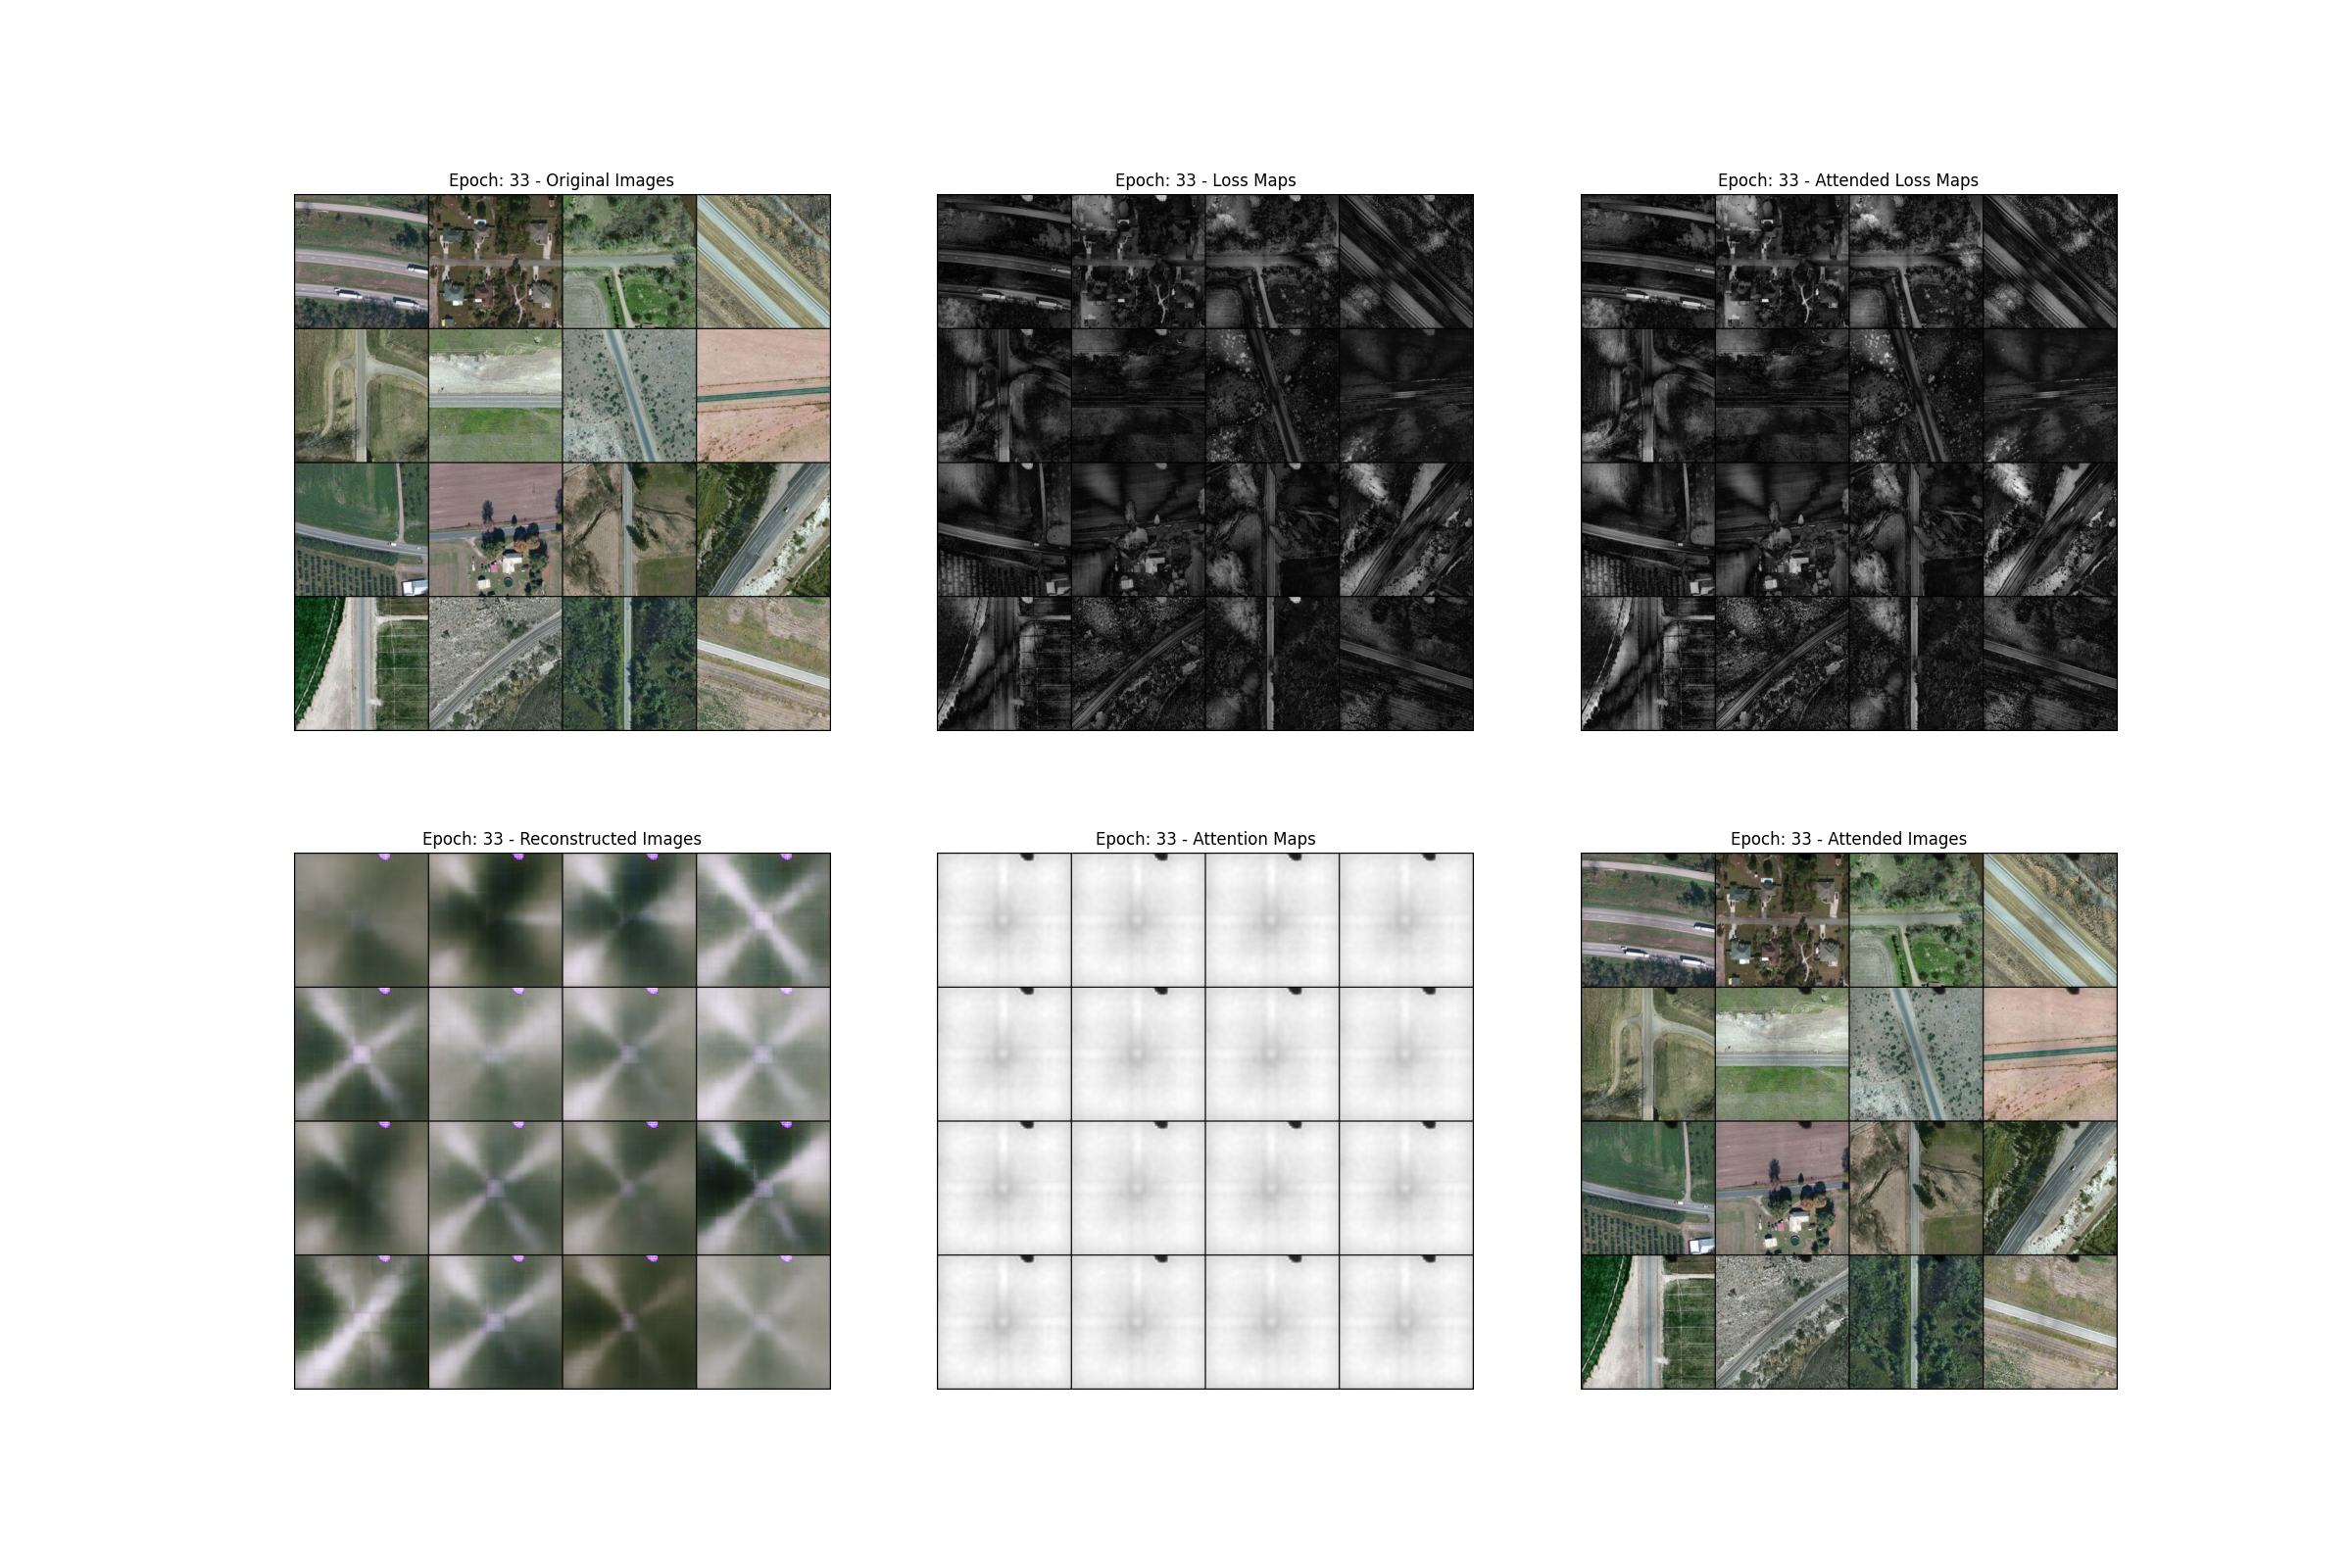 Epoch: 33 - Original Images
Epoch: 33 - Loss Maps
Epoch: 33 - Attended Loss Maps
Epoch: 33 - Reconstructed Images
Epoch: 33 - Attention Maps
Epoch: 33 - Attended Images